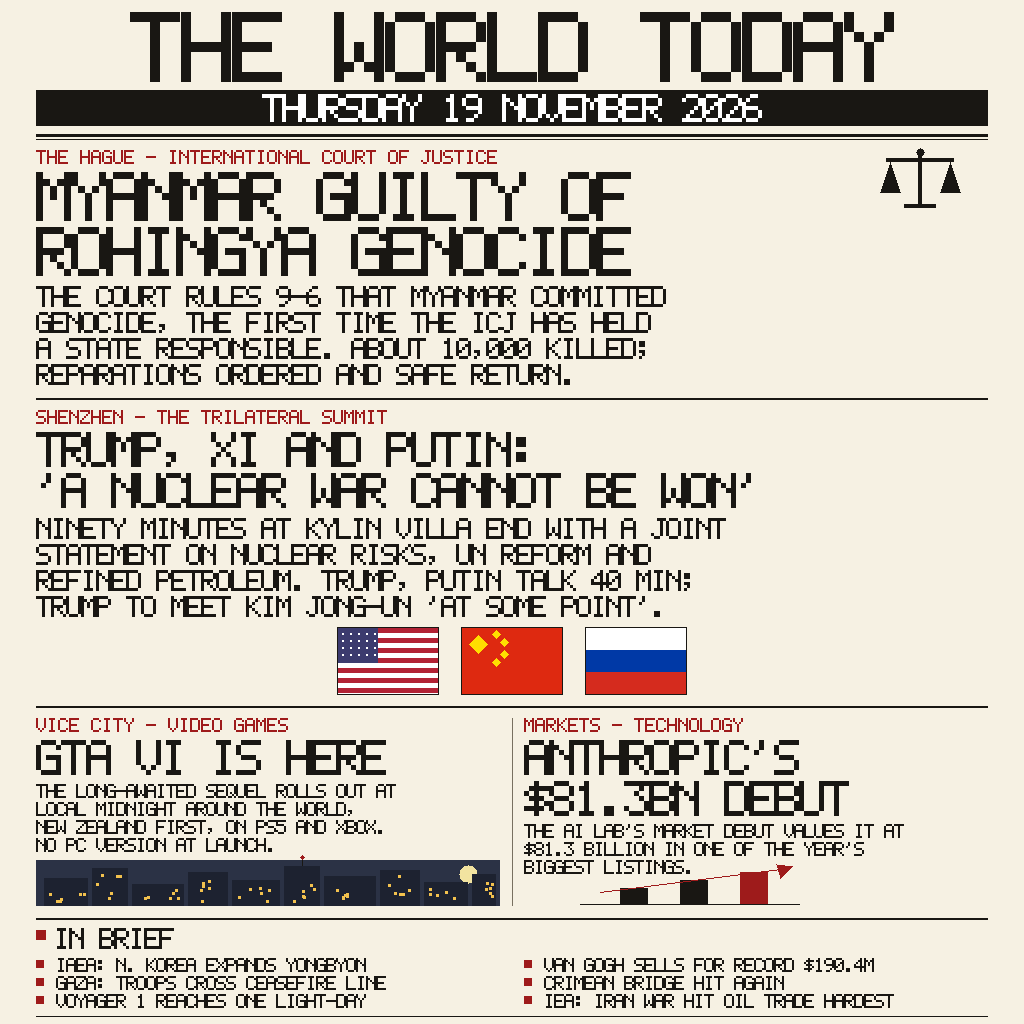 THE WORLD TODAY
THURSDAY 19 NOVEMBER 2026
THE HAGUE — INTERNATIONAL COURT OF JUSTICE
MYANMAR GUILTY OF
ROHINGYA GENOCIDE
THE COURT RULES 9—6 THAT MYANMAR COMMITTED
GENOCIDE, THE FIRST TIME THE ICJ HAS HELD
A STATE RESPONSIBLE. ABOUT 10,000 KILLED;
REPARATIONS ORDERED AND SAFE RETURN.
SHENZHEN — THE TRILATERAL SUMMIT
TRUMP, XI AND PUTIN:
'A NUCLEAR WAR CANNOT BE WON'
NINETY MINUTES AT KYLIN VILLA END WITH A JOINT
STATEMENT ON NUCLEAR RISKS, UN REFORM AND
REFINED PETROLEUM. TRUMP, PUTIN TALK 40 MIN;
TRUMP TO MEET KIM JONG-UN 'AT SOME POINT'.
VICE CITY — VIDEO GAMES
GTA VI IS HERE
THE LONG-AWAITED SEQUEL ROLLS OUT AT
LOCAL MIDNIGHT AROUND THE WORLD,
NEW ZEALAND FIRST, ON PS5 AND XBOX.
NO PC VERSION AT LAUNCH.
MARKETS — TECHNOLOGY
ANTHROPIC'S
$81.3BN DEBUT
THE AI LAB'S MARKET DEBUT VALUES IT AT
$81.3 BILLION IN ONE OF THE YEAR'S
BIGGEST LISTINGS.
IN BRIEF
IAEA: N. KOREA EXPANDS YONGBYON
GAZA: TROOPS CROSS CEASEFIRE LINE
VOYAGER 1 REACHES ONE LIGHT-DAY
VAN GOGH SELLS FOR RECORD $190.4M
CRIMEAN BRIDGE HIT AGAIN
IEA: IRAN WAR HIT OIL TRADE HARDEST